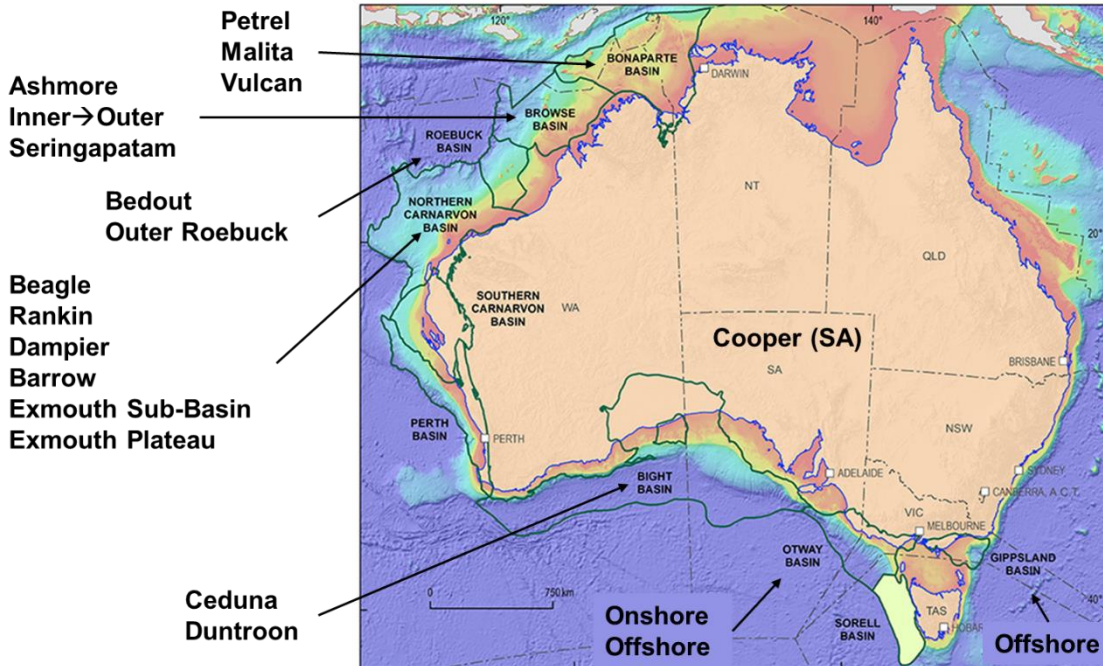 Petrel
Malita
Vulcan
Ashmore
Inner→Outer
Seringapatam
Bedout
Outer Roebuck
Beagle
Rankin
Dampier
Barrow
Exmouth Sub-Basin
Exmouth Plateau
Ceduna
Duntroon
120°
140°
BONAPARTE
BASIN
DARWIN
BROWSE
BASIN
ROEBUCK
BASIN
NORTHERN
CARNARVON
BASIN
NT
20°
QLD
SOUTHERN
CARNARVON
BASIN
WA
Cooper (SA)
SA
BRISBANE
NSW
PERTH
BASIN
PERTH
ADELAIDE
SYDNEY
CANBERRA, A.C.T.
BIGHT
BASIN
VIC
MELBOURNE
OTWAY
BASIN
GIPPSLAND
BASIN
0
750 km
40°
Onshore
Offshore
TAS
HOBAR
SORELL
BASIN
Offshore